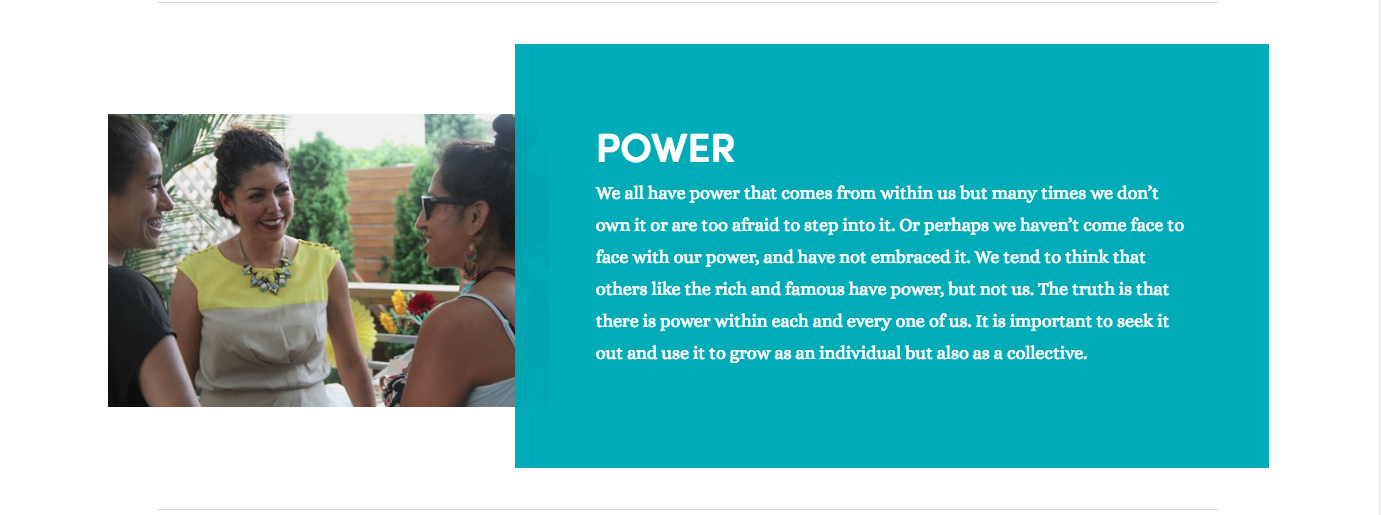 POWER
We all have power that comes from within us but many times we don’t
own it or are too afraid to step into it. Or perhaps we haven’t come face to
face with our power, and have not embraced it. We tend to think that
others like the rich and famous have power, but not us. The truth is that
there is power within each and every one of us. It is important to seek it
out and use it to grow as an individual but also as a collective.